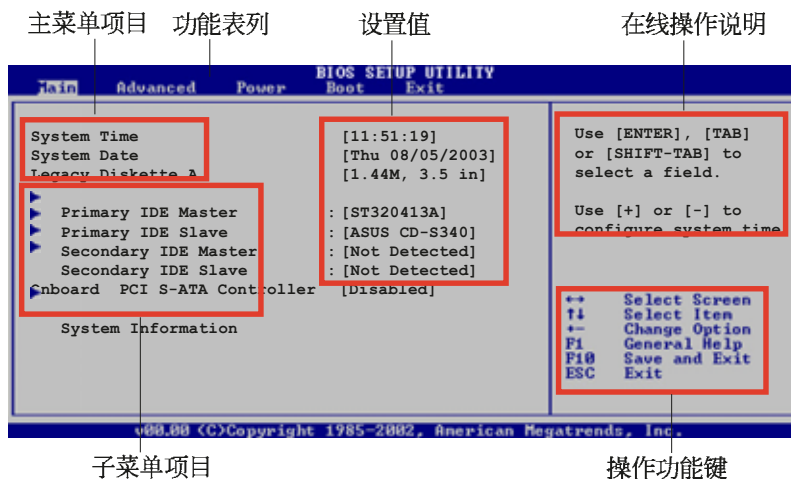 主菜单项目 功能表列 设置值 在线操作说明
BIOS SETUP UTILITY
Main Advanced Power Boot Exit
System Time [11:51:19]
System Date [Thu 08/05/2003]
Legacy Diskette A [1.44M, 3.5 in]
Primary IDE Master : [ST320413A]
Primary IDE Slave : [ASUS CD-S340]
Secondary IDE Master : [Not Detected]
Secondary IDE Slave : [Not Detected]
Onboard PCI S-ATA Controller [Disabled]
System Information
Use [ENTER], [TAB]
or [SHIFT-TAB] to
select a field.
Use [+] or [-] to
configure system time
↔ Select Screen
↑↓ Select Item
+- Change Option
F1 General Help
F10 Save and Exit
ESC Exit
v00.00 (C)Copyright 1985-2002, American Megatrends, Inc.
子菜单项目 操作功能键